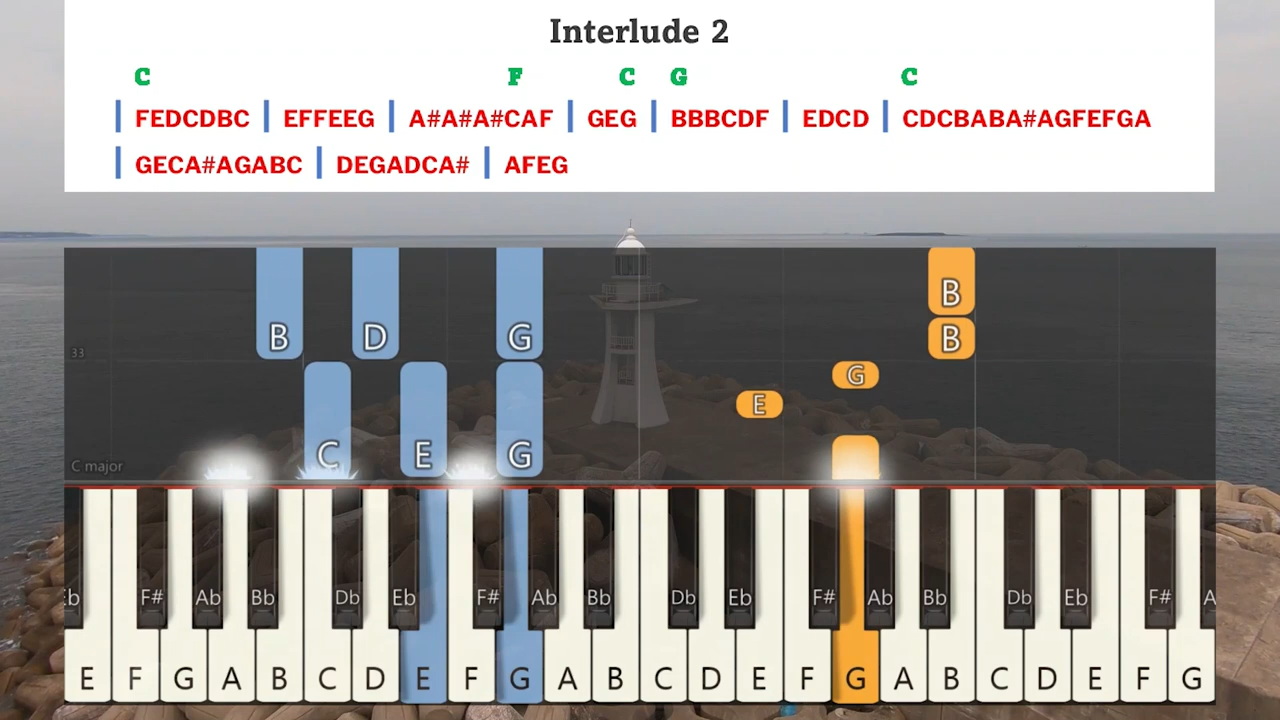 Interlude 2
C F C G C
| FEDCDBC | EFFEEG | A#A#A#CAF | GEG | BBBCDF | EDCD | CDCBABA#AGFEFGA
| GECA#AGABC | DEGADCA# | AFEG
B D G B
B
33
G
E
C E G
C major
Eb F# Ab Bb Db Eb F# Ab Bb Db Eb F# Ab Bb Db Eb F# A
E F G A B C D E F G A B C D E F G A B C D E F G